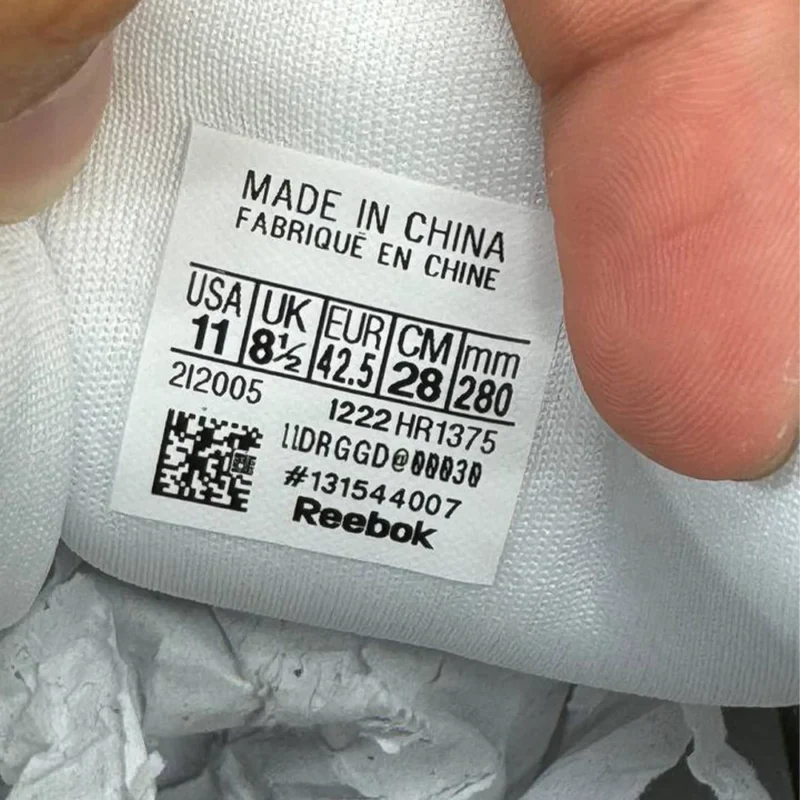 MADE IN CHINA
FABRIQUÉ EN CHINE
USA UK EUR CM mm
11 8½ 42.5 28 280
2I2005
1222 HR1375
11DRGGD@00030
#131544007
Reebok